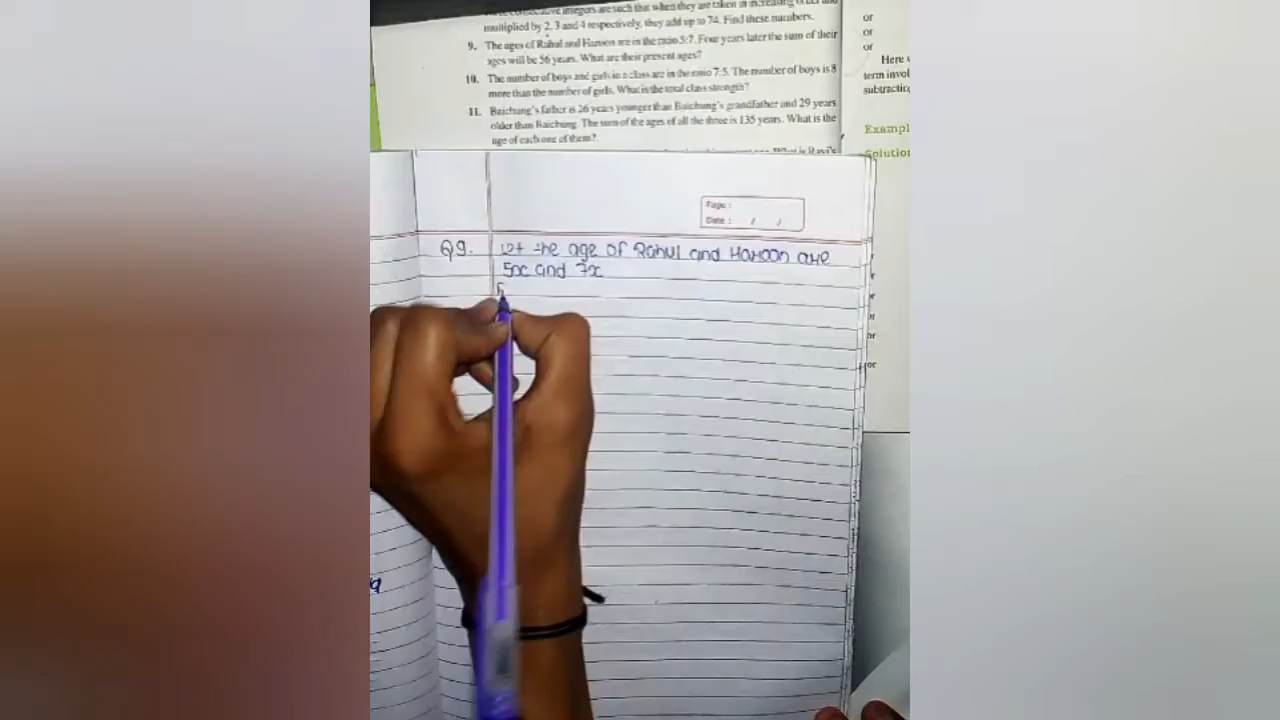 multiplied by 2, 3 and 4 respectively, they add up to 74. Find these numbers.
9. The ages of Rahul and Haroon are in the ratio 5:7. Four years later the sum of their
ages will be 56 years. What are their present ages?
10. The number of boys and girls in a class are in the ratio 7:5. The number of boys is 8
more than the number of girls. What is the total class strength?
11. Baichung's father is 26 years younger than Baichung's grandfather and 29 years
older than Baichung. The sum of the ages of all the three is 135 years. What is the
age of each one of them?
or
or
or
Here
term invol
subtractic
Exampl
Solution
Page :
Date : / /
Q9. Let the age of Rahul and Haroon are
5x and 7x
or